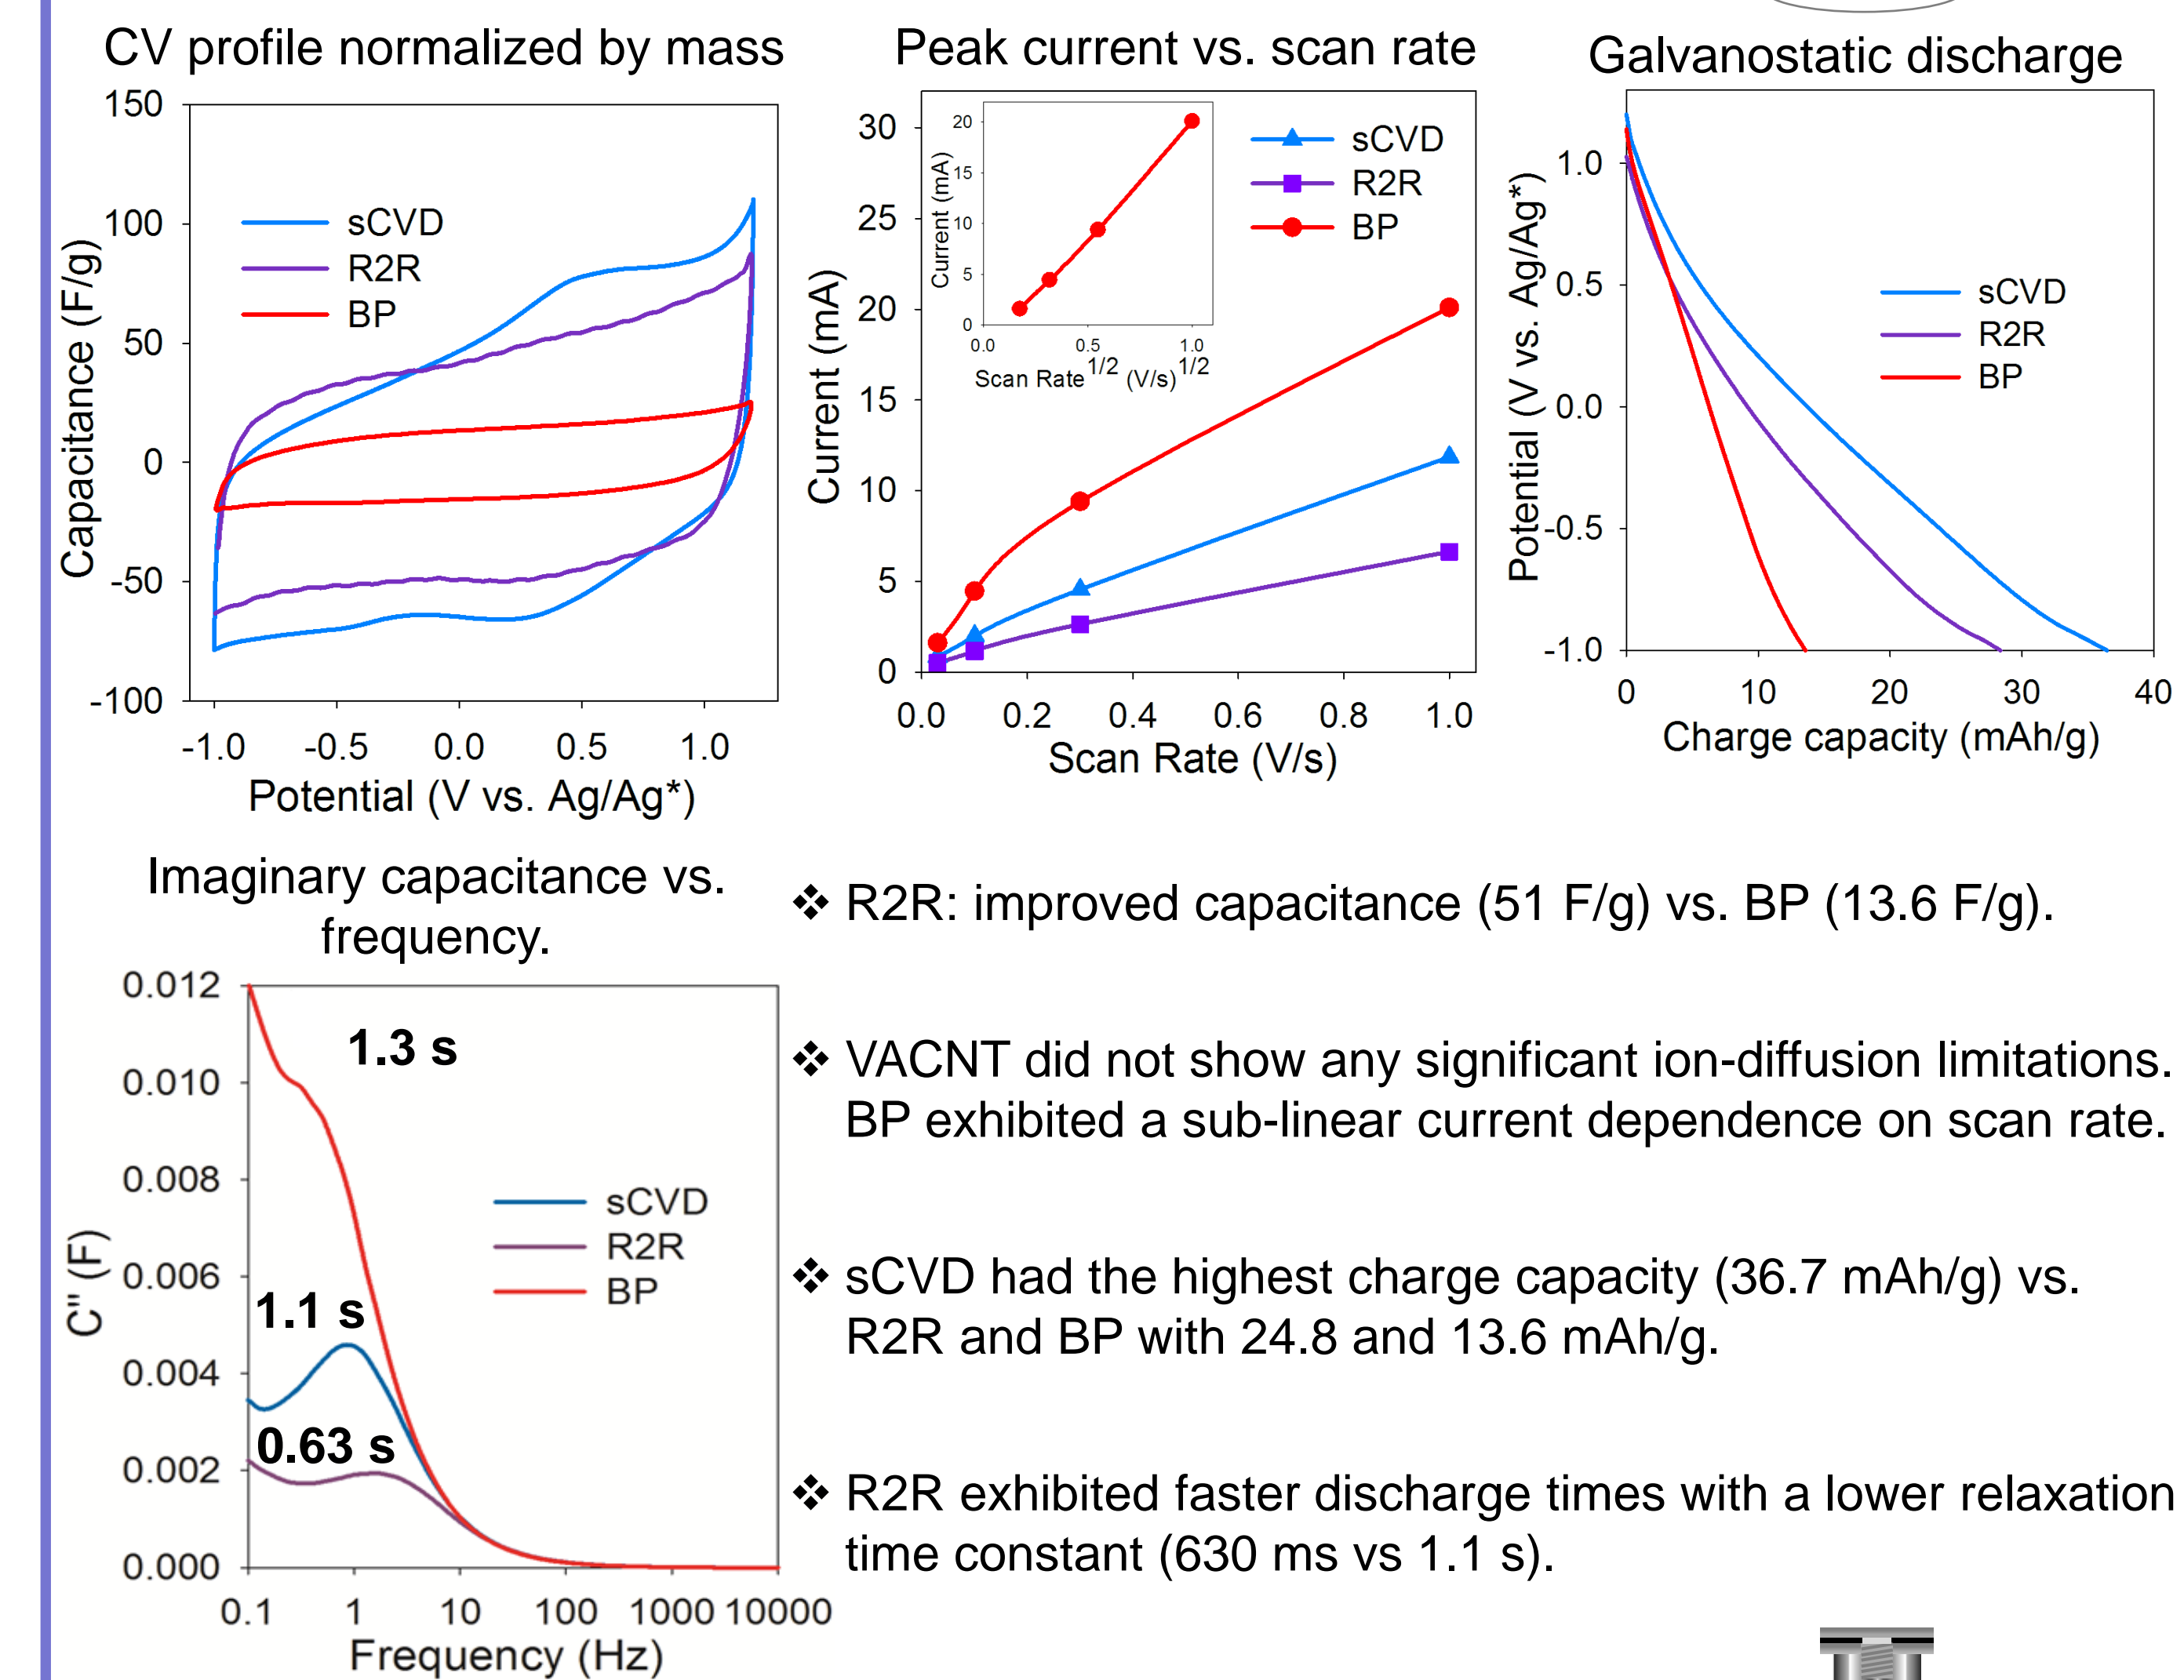 CV profile normalized by mass
150
100
50
0
-50
-100
sCVD
R2R
BP
Capacitance (F/g)
-1.0 -0.5 0.0 0.5 1.0
Potential (V vs. Ag/Ag*)
Peak current vs. scan rate
30
25
20
15
10
5
0
Current (mA)
20
15
10
5
0
Current (mA)
0.0 0.5 1.0
Scan Rate 1/2 (V/s) 1/2
sCVD
R2R
BP
0.0 0.2 0.4 0.6 0.8 1.0
Scan Rate (V/s)
Galvanostatic discharge
1.0
0.5
0.0
-0.5
-1.0
Potential (V vs. Ag/Ag*)
sCVD
R2R
BP
0 10 20 30 40
Charge capacity (mAh/g)
Imaginary capacitance vs.
frequency.
0.012
0.010
0.008
0.006
0.004
0.002
0.000
C" (F)
1.3 s
1.1 s
0.63 s
sCVD
R2R
BP
0.1 1 10 100 1000 10000
Frequency (Hz)
❖ R2R: improved capacitance (51 F/g) vs. BP (13.6 F/g).
❖ VACNT did not show any significant ion-diffusion limitations.
BP exhibited a sub-linear current dependence on scan rate.
❖ sCVD had the highest charge capacity (36.7 mAh/g) vs.
R2R and BP with 24.8 and 13.6 mAh/g.
❖ R2R exhibited faster discharge times with a lower relaxation
time constant (630 ms vs 1.1 s).